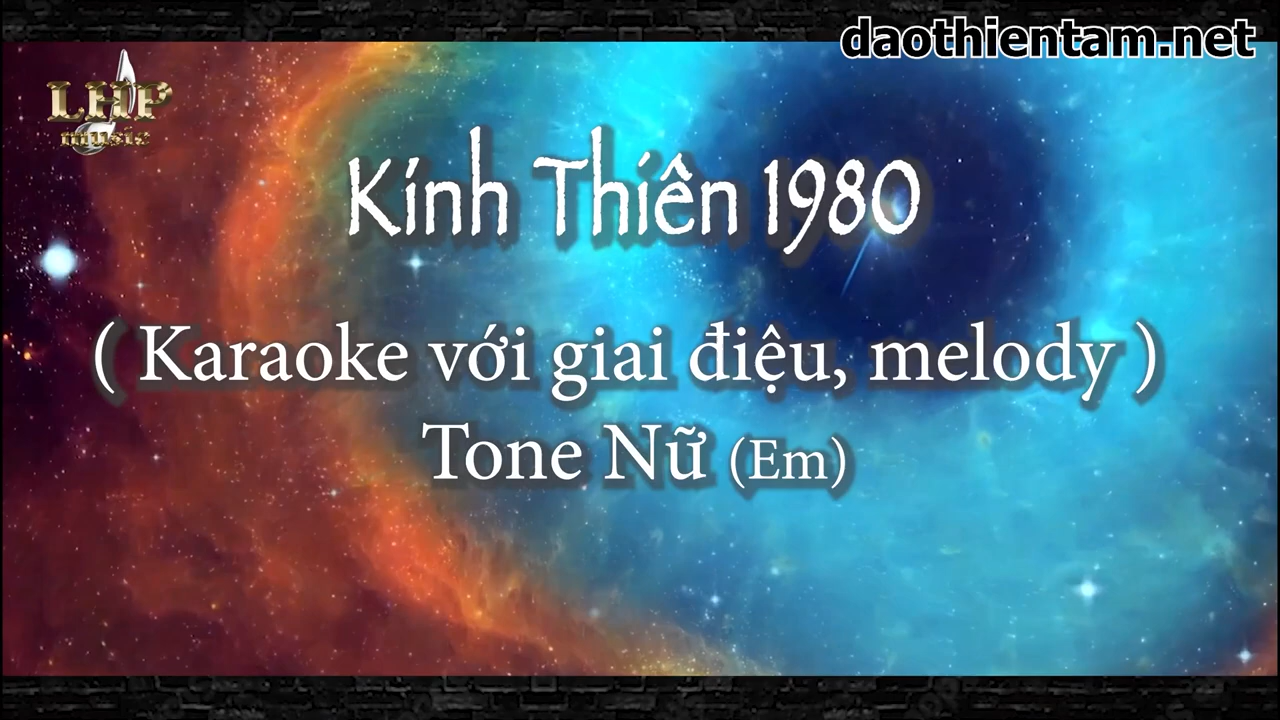 daothientam.net
LHP
music
Kính Thiên 1980
( Karaoke với giai điệu, melody )
Tone Nữ (Em)